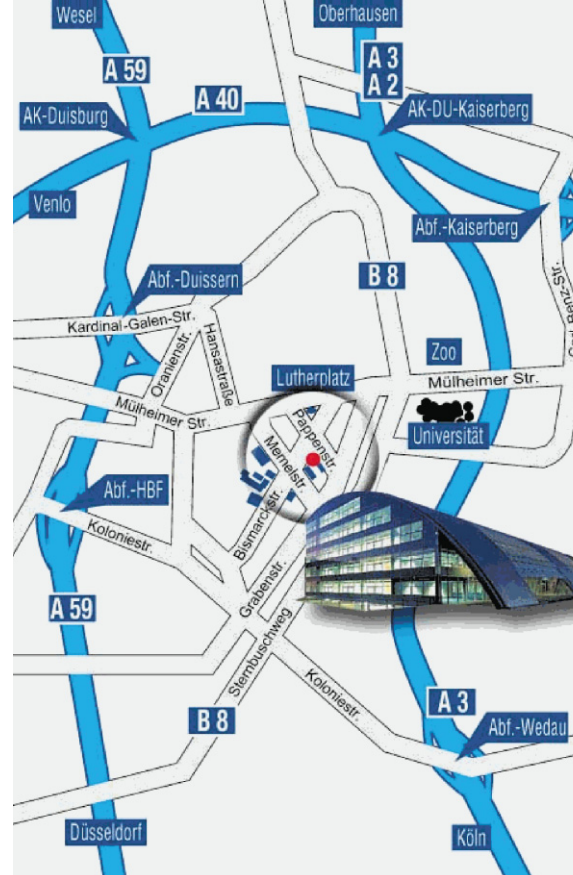 Wesel
Oberhausen
A 59
A 3
A 2
A 40
AK-Duisburg
AK-DU-Kaiserberg
Venlo
Abf.-Kaiserberg
Abf.-Duissern
B 8
Kardinal-Galen-Str.
Oranienstr.
Hansastraße
Zoo
Lutherplatz
Mülheimer Str.
Mülheimer Str.
Pappenstr.
Universität
Memelstr.
Abf.-HBF
Bismarckstr.
Koloniestr.
A 59
Grabenstr.
Sternbuschweg
Koloniestr.
A 3
B 8
Abf.-Wedau
Düsseldorf
Köln